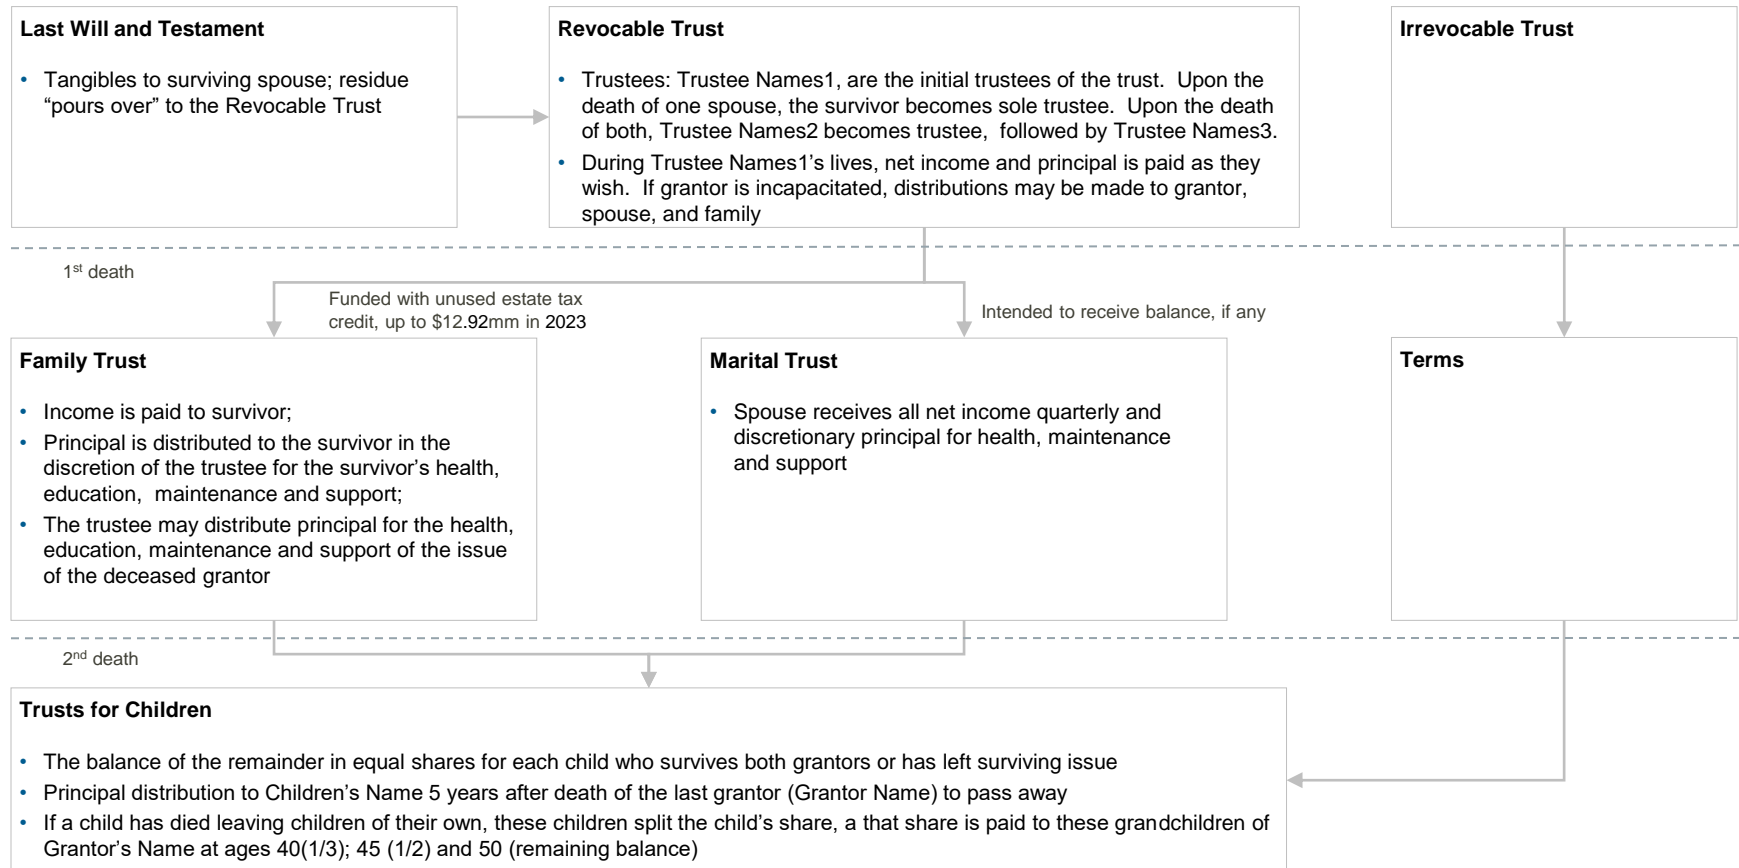 Last Will and Testament
• Tangibles to surviving spouse; residue
“pours over” to the Revocable Trust
Revocable Trust
• Trustees: Trustee Names1, are the initial trustees of the trust.  Upon the
death of one spouse, the survivor becomes sole trustee.  Upon the death
of both, Trustee Names2 becomes trustee,  followed by Trustee Names3.
• During Trustee Names1’s lives, net income and principal is paid as they
wish.  If grantor is incapacitated, distributions may be made to grantor,
spouse, and family
Irrevocable Trust
1st death
Funded with unused estate tax
credit, up to $12.92mm in 2023
Intended to receive balance, if any
Family Trust
• Income is paid to survivor;
• Principal is distributed to the survivor in the
discretion of the trustee for the survivor’s health,
education,  maintenance and support;
• The trustee may distribute principal for the health,
education, maintenance and support of the issue
of the deceased grantor
Marital Trust
• Spouse receives all net income quarterly and
discretionary principal for health, maintenance
and support
Terms
2nd death
Trusts for Children
• The balance of the remainder in equal shares for each child who survives both grantors or has left surviving issue
• Principal distribution to Children’s Name 5 years after death of the last grantor (Grantor Name) to pass away
• If a child has died leaving children of their own, these children split the child’s share, a that share is paid to these grandchildren of
Grantor’s Name at ages 40(1/3); 45 (1/2) and 50 (remaining balance)